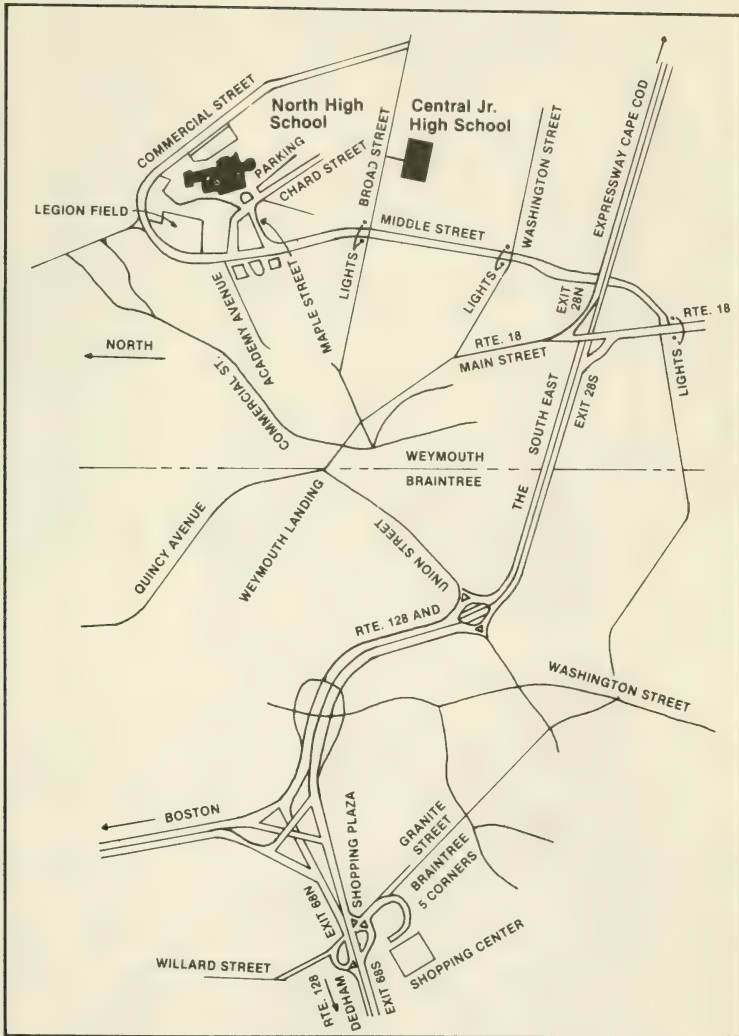 COMMERCIAL STREET
North High
School
Central Jr.
High School
PARKING
CHARD STREET
BROAD STREET
WASHINGTON STREET
EXPRESSWAY CAPE COD
LEGION FIELD
MIDDLE STREET
LIGHTS
LIGHTS
EXIT
28N
RTE. 18
RTE. 18
MAIN STREET
LIGHTS
NORTH
ACADEMY AVENUE
MAPLE STREET
COMMERCIAL ST.
EXIT 28S
THE SOUTH EAST
WEYMOUTH
BRAINTREE
QUINCY AVENUE
WEYMOUTH LANDING
UNION STREET
RTE. 128 AND
WASHINGTON STREET
BOSTON
SHOPPING PLAZA
GRANITE
STREET
BRAINTREE
5 CORNERS
EXIT 68N
WILLARD STREET
SHOPPING CENTER
RTE. 128
DEDHAM
EXIT 68S